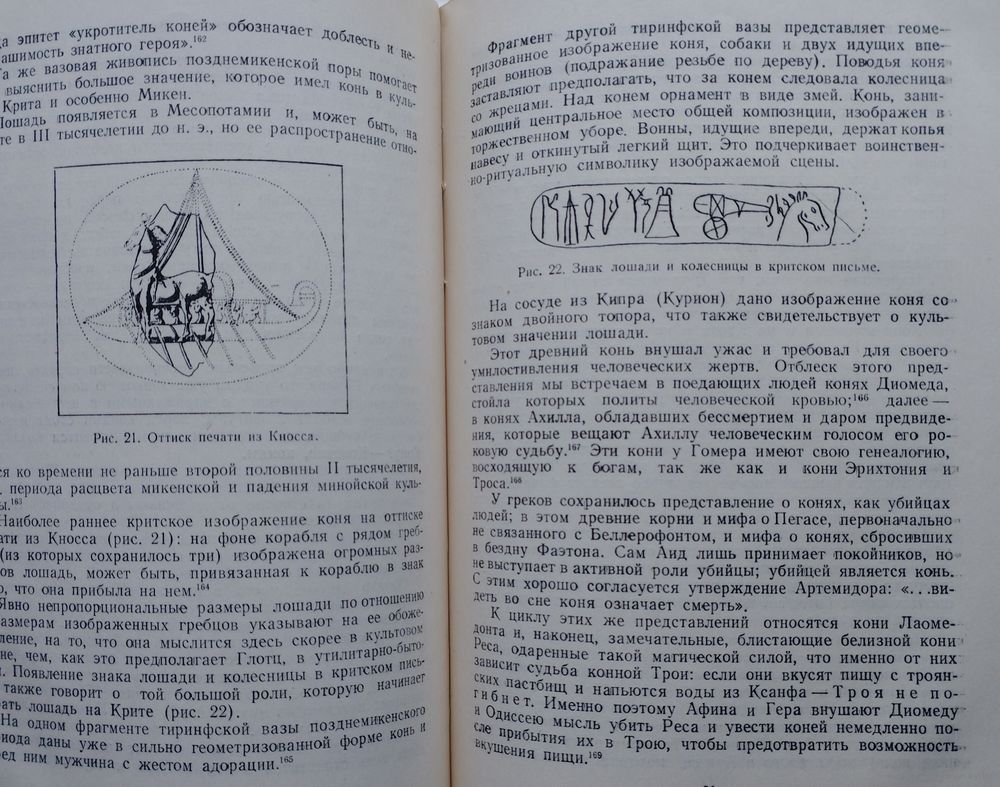 эпитет «укротитель коней» обозначает доблесть и не-
знатного героя».¹⁶²
же вазовая живопись позднемикенской поры помогает
выяснить большое значение, которое имел конь в куль-
Крита и особенно Микен.
Лошадь появляется в Месопотамии и, может быть, на
в III тысячелетии до н. э., но ее распространение отно-
Рис. 21. Оттиск печати из Кносса.
ся ко времени не раньше второй половины II тысячелетия,
периода расцвета микенской и падения минойской куль-
ы.¹⁶³
Наиболее раннее критское изображение коня на оттиске
из Кносса (рис. 21): на фоне корабля с рядом греб-
(из которых сохранилось три) изображена огромных раз-
лошадь, может быть, привязанная к кораблю в знак
что она прибыла на нем.¹⁶⁴
Явно непропорциональные размеры лошади по отношению
размерам изображенных гребцов указывают на ее обоже-
на то, что она мыслится здесь скорее в культовом
чем, как это предполагает Глотц, в утилитарно-быто-
Появление знака лошади и колесницы в критском пись-
также говорит о той большой роли, которую начинает
лошадь на Крите (рис. 22).
На одном фрагменте тиринфской вазы позднемикенского
даны уже в сильно геометризованной форме конь и
ним мужчина с жестом адорации.¹⁶⁵
Фрагмент другой тиринфской вазы представляет геоме-
тризованное изображение коня, собаки и двух идущих впе-
реди воинов (подражание резьбе по дереву). Поводья коня
заставляют предполагать, что за конем следовала колесница
со жрецами. Над конем орнамент в виде змей. Конь, зани-
мающий центральное место общей композиции, изображен в
торжественном уборе. Воины, идущие впереди, держат копья
навесу и откинутый легкий щит. Это подчеркивает воинствен-
но-ритуальную символику изображаемой сцены.
Рис. 22. Знак лошади и колесницы в критском письме.
На сосуде из Кипра (Курион) дано изображение коня со
знаком двойного топора, что также свидетельствует о куль-
товом значении лошади.
Этот древний конь внушал ужас и требовал для своего
умилостивления человеческих жертв. Отблеск этого пред-
ставления мы встречаем в поедающих людей конях Диомеда,
стойла которых политы человеческой кровью;¹⁶⁶ далее —
в конях Ахилла, обладавших бессмертием и даром предвиде-
ния, которые вещают Ахиллу человеческим голосом его ро-
ковую судьбу.¹⁶⁷ Эти кони у Гомера имеют свою генеалогию,
восходящую к богам, так же как и кони Эрихтония и
Троса.¹⁶⁸
У греков сохранилось представление о конях, как убийцах
людей; в этом древние корни и мифа о Пегасе, первоначально
не связанного с Беллерофонтом, и мифа о конях, сбросивших
в бездну Фаэтона. Сам Аид лишь принимает покойников, но
не выступает в активной роли убийцы; убийцей является конь.
С этим хорошо согласуется утверждение Артемидора: «...ви-
деть во сне коня означает смерть».
К циклу этих же представлений относятся кони Лаоме-
донта и, наконец, замечательные, блистающие белизной кони
Реса, одаренные такой магической силой, что именно от них
зависит судьба конной Трои: если они вкусят пищу с троян-
ских пастбищ и напьются воды из Ксанфа — Троя не по-
гибнет. Именно поэтому Афина и Гера внушают Диомеду
и Одиссею мысль убить Реса и увести коней немедленно по-
сле прибытия их в Трою, чтобы предотвратить возможность
вкушения пищи.¹⁶⁹